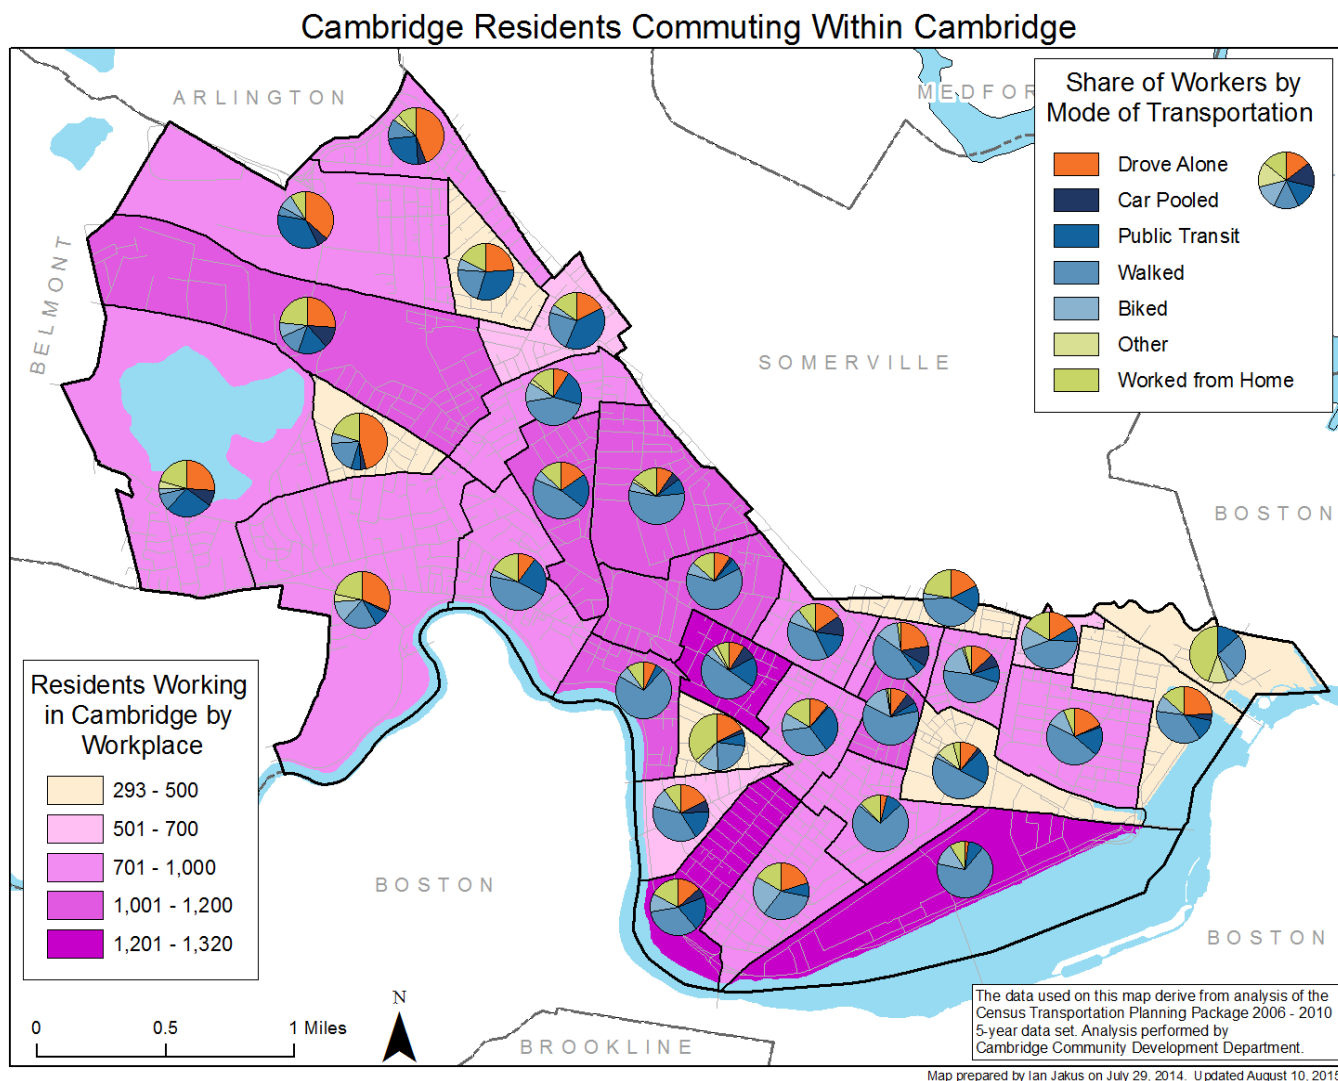 Cambridge Residents Commuting Within Cambridge
ARLINGTON
MEDFOR
Share of Workers by
Mode of Transportation
Drove Alone
Car Pooled
Public Transit
Walked
Biked
Other
Worked from Home
BELMONT
SOMERVILLE
BOSTON
Residents Working
in Cambridge by
Workplace
293 - 500
501 - 700
701 - 1,000
1,001 - 1,200
1,201 - 1,320
BOSTON
BOSTON
N
0 0.5 1 Miles
BROOKLINE
The data used on this map derive from analysis of the
Census Transportation Planning Package 2006 - 2010
5-year data set. Analysis performed by
Cambridge Community Development Department.
Map prepared by Ian Jakus on July 29, 2014. Updated August 10, 2015